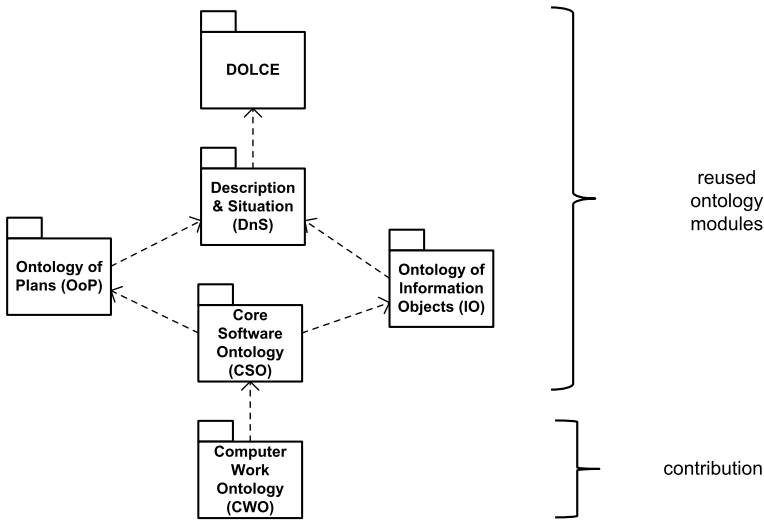 DOLCE
Description
& Situation
(DnS)
reused
ontology
modules
Ontology of
Plans (OoP)
Ontology of
Information
Objects (IO)
Core
Software
Ontology
(CSO)
Computer
Work
Ontology
(CWO)
contribution